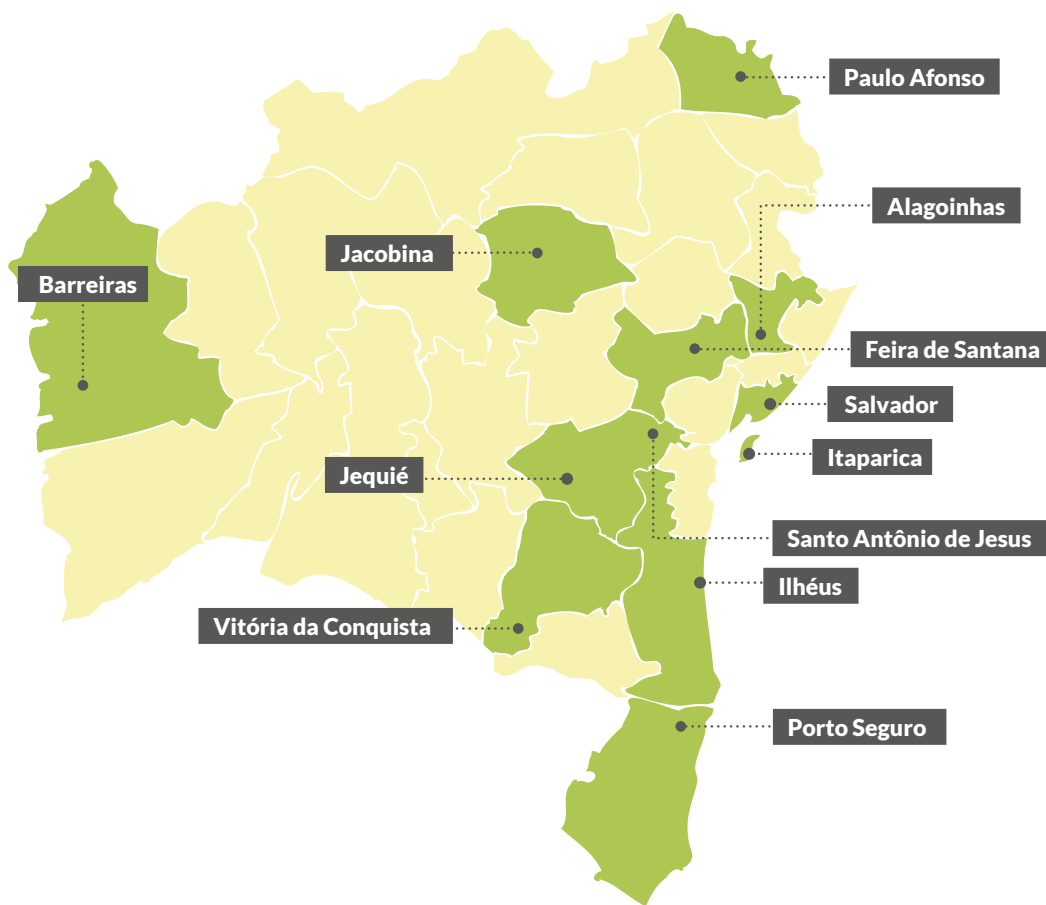 Paulo Afonso
Alagoinhas
Jacobina
Barreiras
Feira de Santana
Salvador
Itaparica
Jequié
Santo Antônio de Jesus
Ilhéus
Vitória da Conquista
Porto Seguro